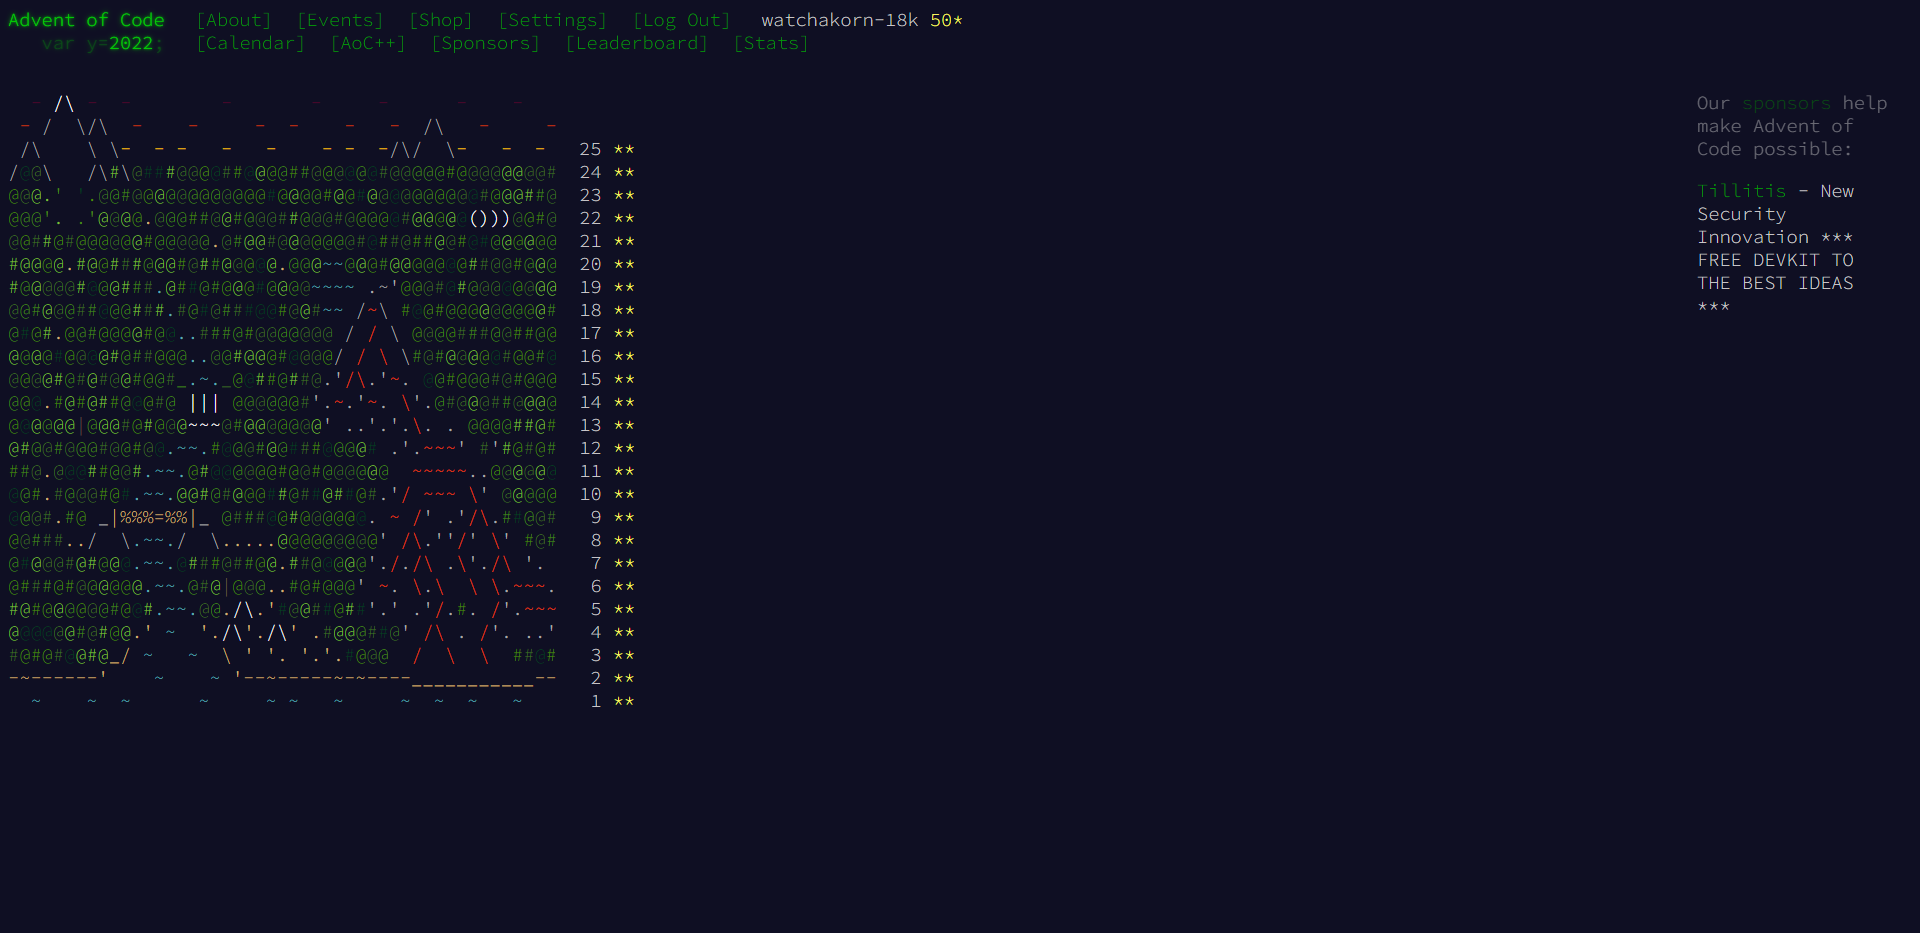 Advent of Code [About] [Events] [Shop] [Settings] [Log Out] watchakorn-18k 50*
var y=2022; [Calendar] [AoC++] [Sponsors] [Leaderboard] [Stats]
25 **
24 **
23 **
22 **
21 **
20 **
19 **
18 **
17 **
16 **
15 **
14 **
13 **
12 **
11 **
10 **
9 **
8 **
7 **
6 **
5 **
4 **
3 **
2 **
1 **
Our sponsors help
make Advent of
Code possible:
Tillitis - New
Security
Innovation ***
FREE DEVKIT TO
THE BEST IDEAS
***